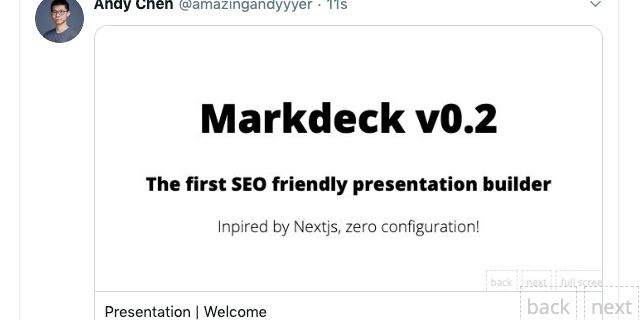 Andy Chen @amazingandyyyer · 11s
Markdeck v0.2
The first SEO friendly presentation builder
Inpired by Nextjs, zero configuration!
back next full scree
Presentation | Welcome
back next